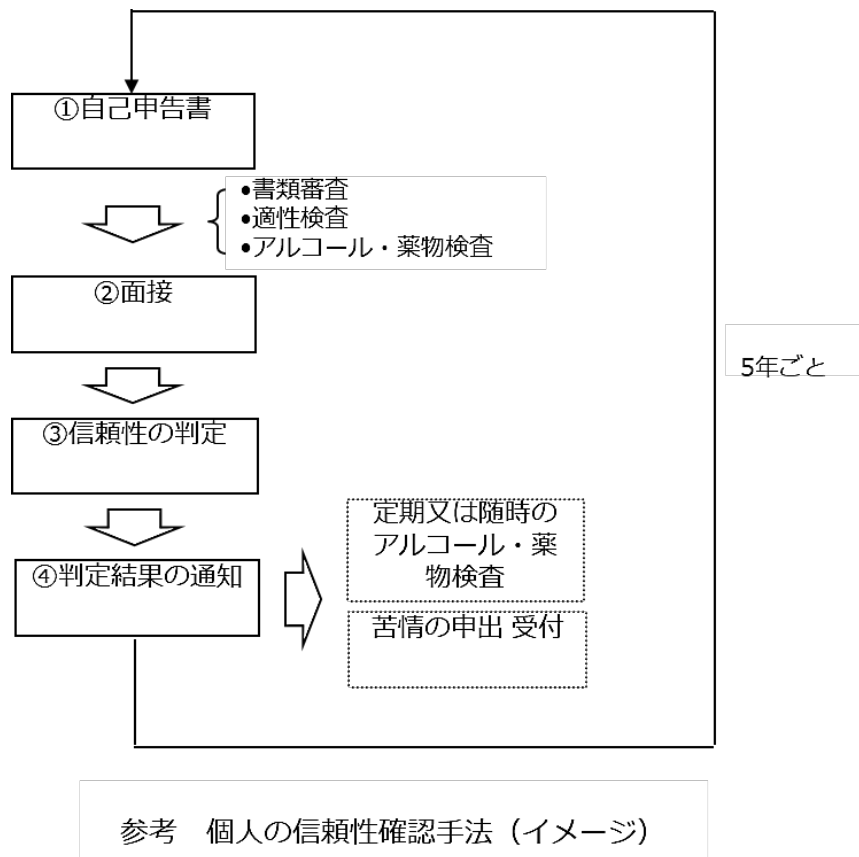 ①自己申告書
•書類審査
•適性検査
•アルコール・薬物検査
②面接
5年ごと
③信頼性の判定
定期又は随時の
アルコール・薬
物検査
④判定結果の通知
苦情の申出 受付
参考　個人の信頼性確認手法（イメージ）